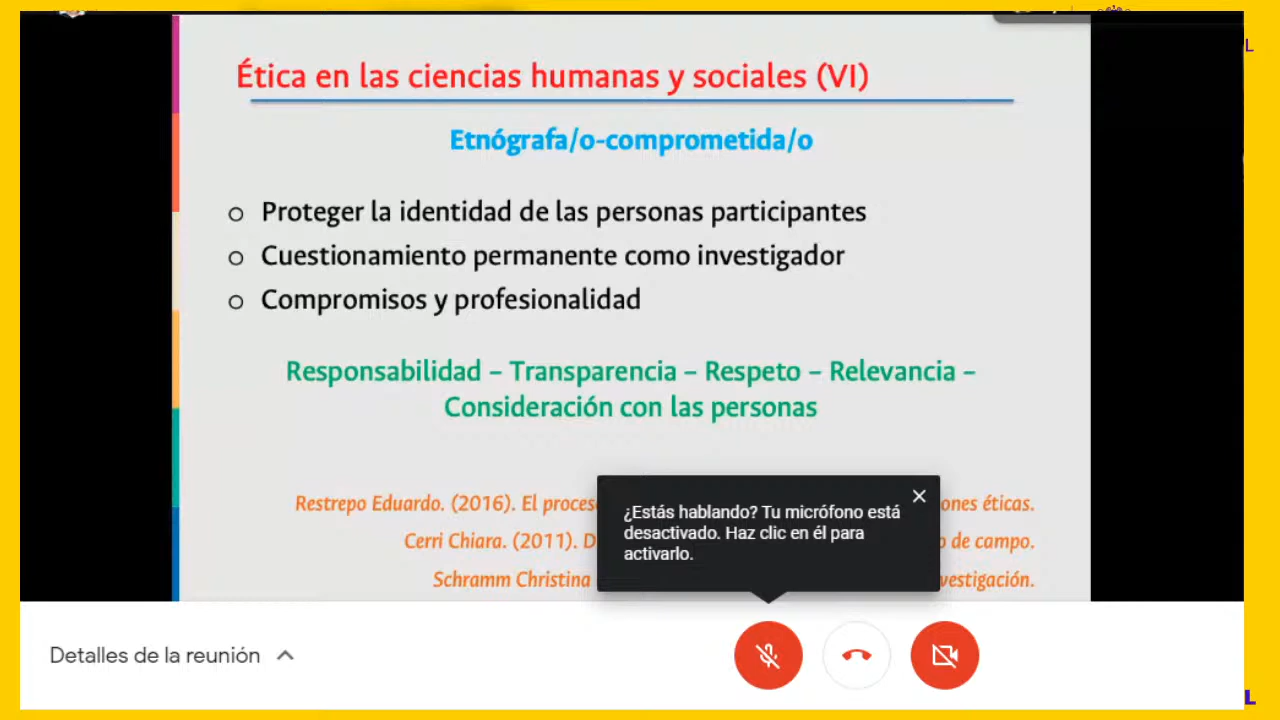 L
Ética en las ciencias humanas y sociales (VI)
Etnógrafa/o-comprometida/o
o Proteger la identidad de las personas participantes
o Cuestionamiento permanente como investigador
o Compromisos y profesionalidad
Responsabilidad – Transparencia – Respeto – Relevancia –
Consideración con las personas
Restrepo Eduardo. (2016). El proces ones éticas.
Cerri Chiara. (2011). D o de campo.
Schramm Christina vestigación.
¿Estás hablando? Tu micrófono está
desactivado. Haz clic en él para
activarlo.
Detalles de la reunión
L